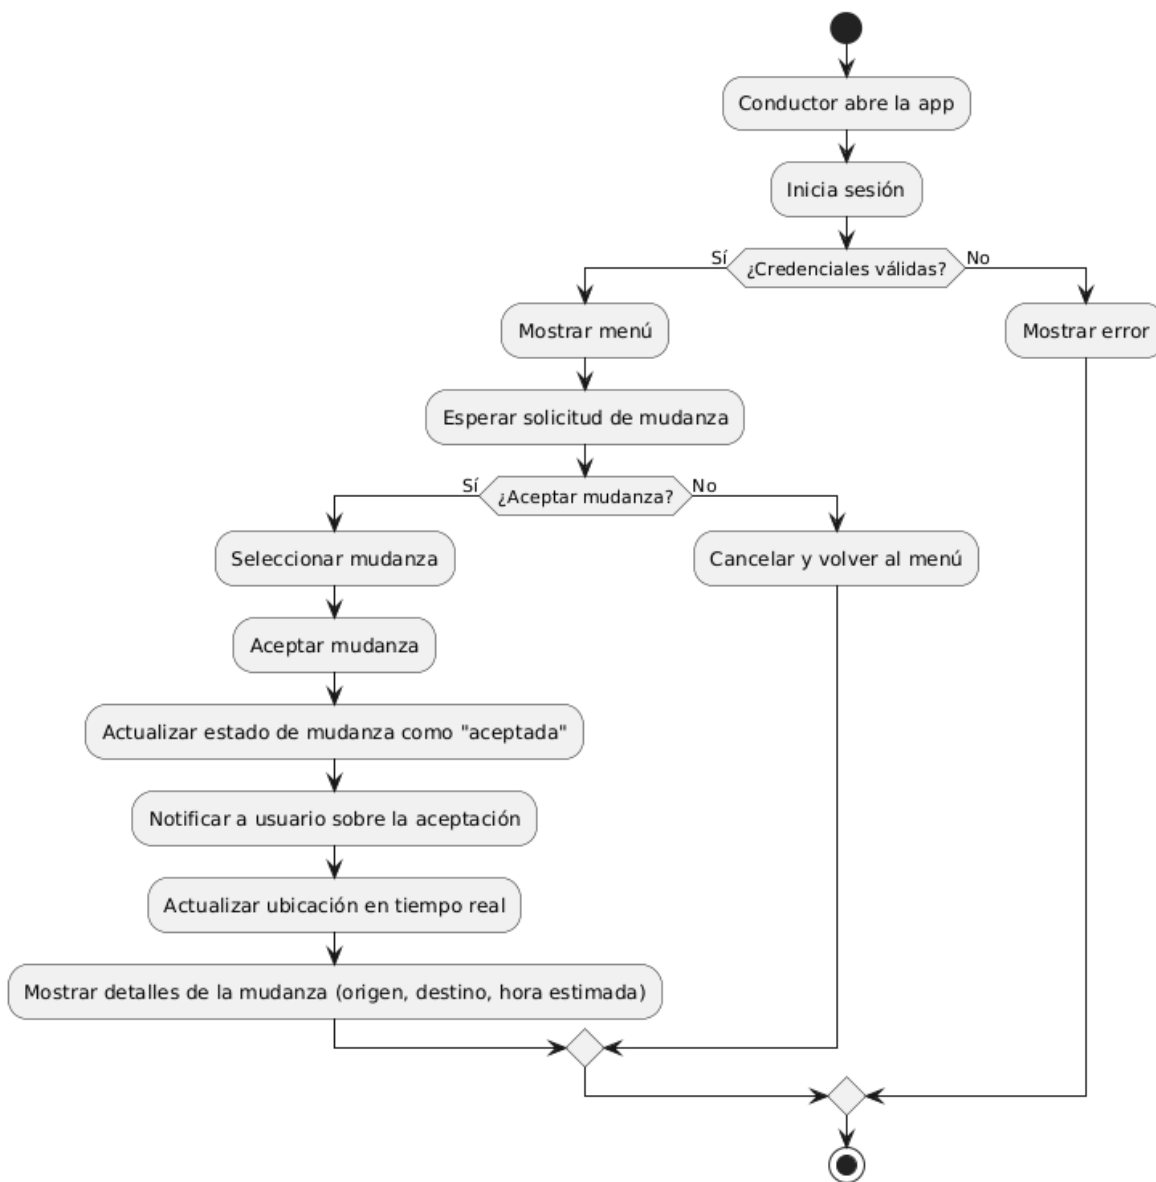 Conductor abre la app
Inicia sesión
Sí
¿Credenciales válidas?
No
Mostrar menú
Mostrar error
Esperar solicitud de mudanza
Sí
¿Aceptar mudanza?
No
Seleccionar mudanza
Cancelar y volver al menú
Aceptar mudanza
Actualizar estado de mudanza como "aceptada"
Notificar a usuario sobre la aceptación
Actualizar ubicación en tiempo real
Mostrar detalles de la mudanza (origen, destino, hora estimada)